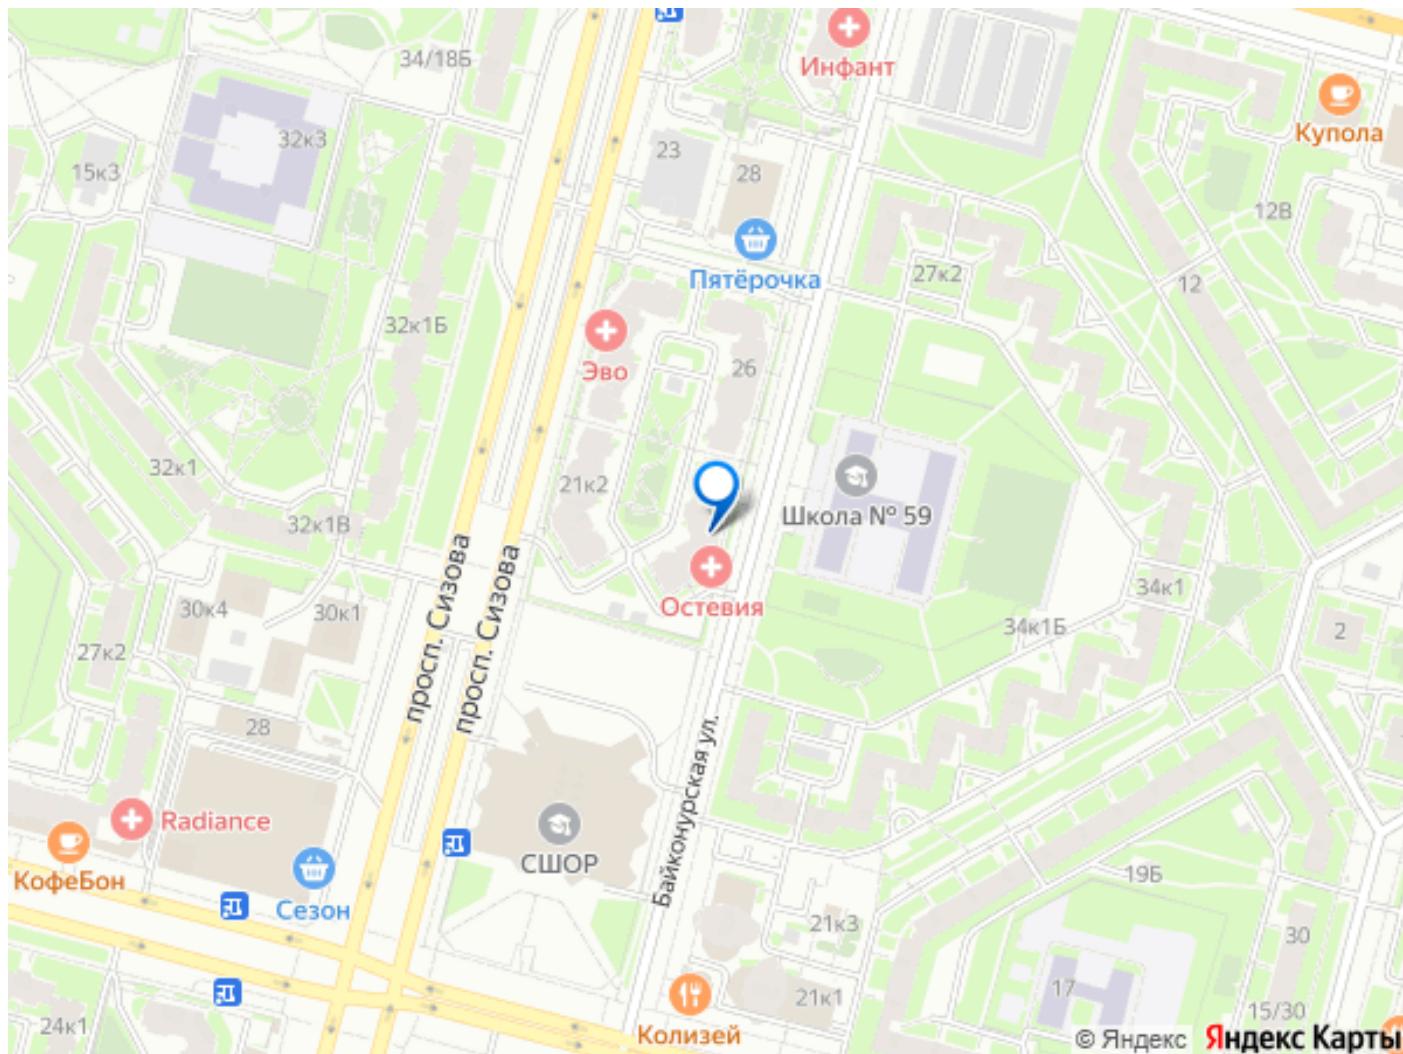 34/18Б
Инфант
Купола
32к3
23
15к3
28
12В
Пятёрочка
27к2
12
32к1Б
Эво
26
32к1
21к2
Школа № 59
32к1В
просп. Сизова
просп. Сизова
Остевия
34к1
30к4
30к1
34к1Б
2
27к2
28
Байконурская ул.
Radiance
СШОР
КофеБон
Сезон
19Б
21к3
30
17
21к1
15/30
24к1
Колизей
© Яндекс Яндекс Карты